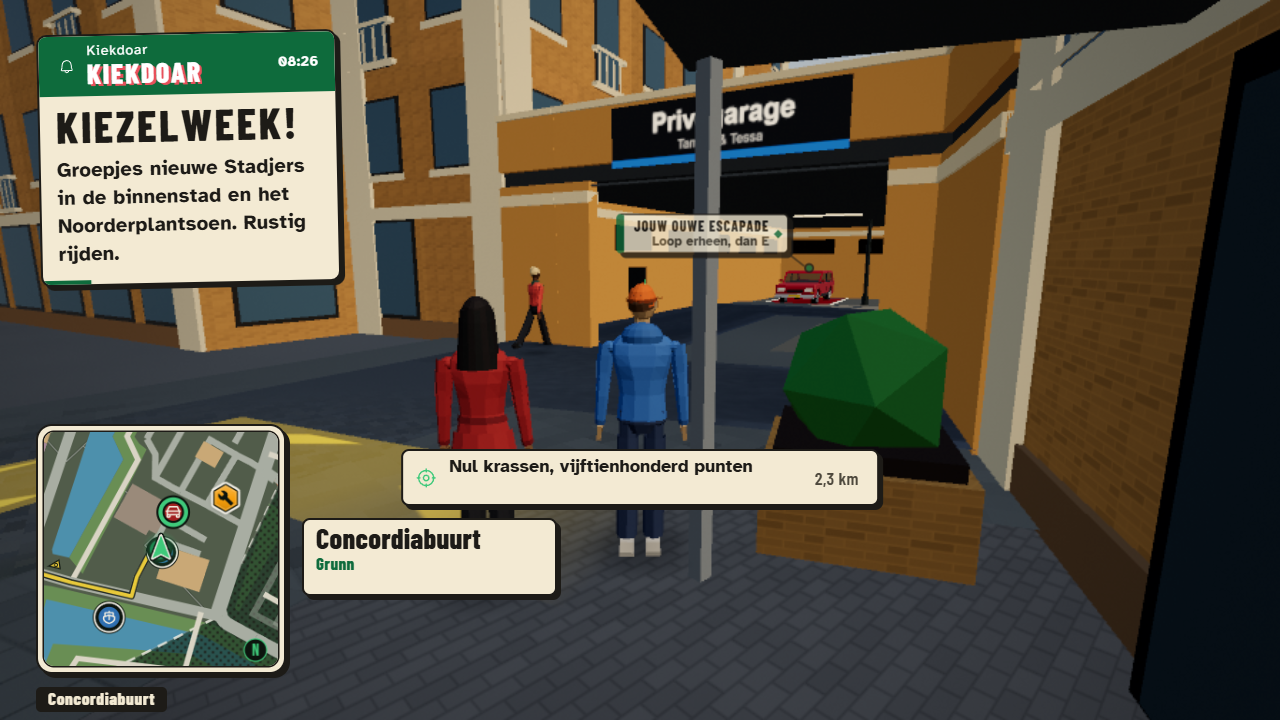 Kiekdoar
KIEKDOAR
08:26
KIEZELWEEK!
Groepjes nieuwe Stadjers
in de binnenstad en het
Noorderplantsoen. Rustig
rijden.
JOUW OUWE ESCAPADE
Loop erheen, dan E
Nul krassen, vijftienhonderd punten
2,3 km
Concordiabuurt
Grunn
N
Concordiabuurt